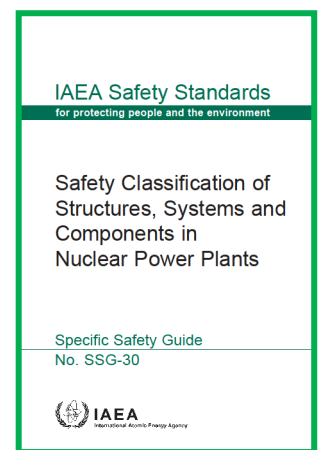 IAEA Safety Standards
for protecting people and the environment
Safety Classification of
Structures, Systems and
Components in
Nuclear Power Plants
Specific Safety Guide
No. SSG-30
IAEA
International Atomic Energy Agency